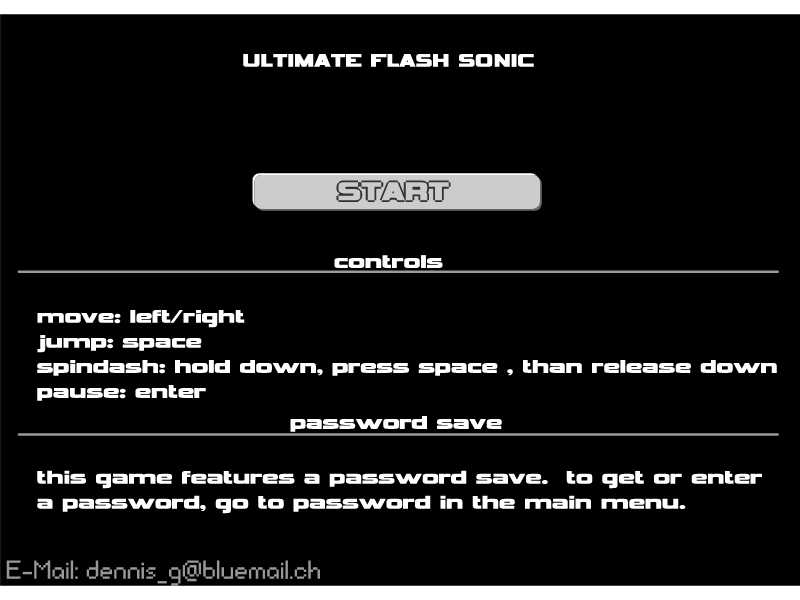 ULTIMATE FLASH SONIC
START
controls
move: left/right
jump: space
spindash: hold down, press space , than release down
pause: enter
password save
this game features a password save.  to get or enter
a password, go to password in the main menu.
E-Mail: dennis_g@bluemail.ch